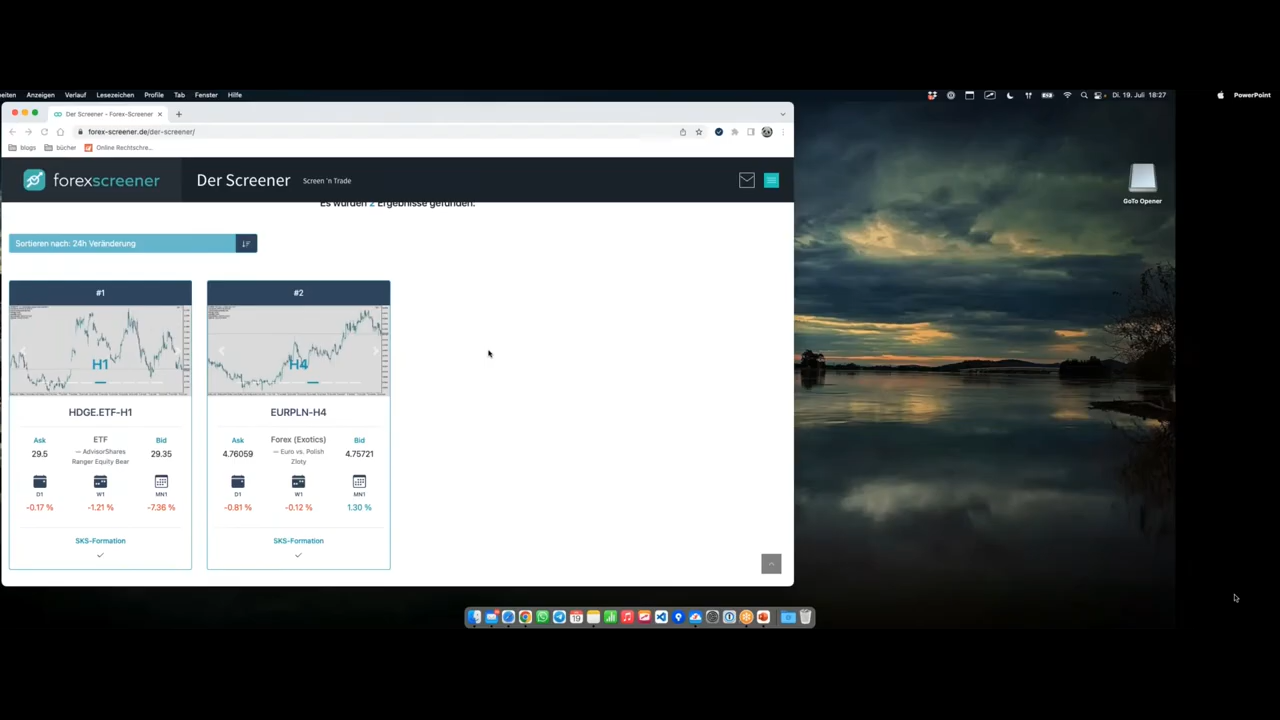 eiten Anzeigen Verlauf Lesezeichen Profile Tab Fenster Hilfe
Di. 19. Juli 18:27
PowerPoint
Der Screener - Forex-Screener
forex-screener.de/der-screener/
blogs bücher Online Rechtschre...
forexscreener
Der Screener Screen 'n Trade
Es wurden 2 Ergebnisse gefunden.
Sortieren nach: 24h Veränderung
#1
H1
HDGE.ETF-H1
Ask ETF Bid
29.5 — AdvisorShares Ranger Equity Bear 29.35
D1 W1 MN1
-0.17 % -1.21 % -7.36 %
SKS-Formation
#2
H4
EURPLN-H4
Ask Forex (Exotics) Bid
4.76059 — Euro vs. Polish Zloty 4.75721
D1 W1 MN1
-0.81 % -0.12 % 1.30 %
SKS-Formation
GoTo Opener
19